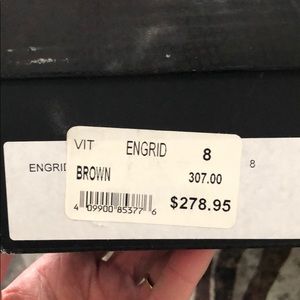 VIT ENGRID 8
BROWN 307.00
$278.95
4 09900 85377 6
ENGRID
8